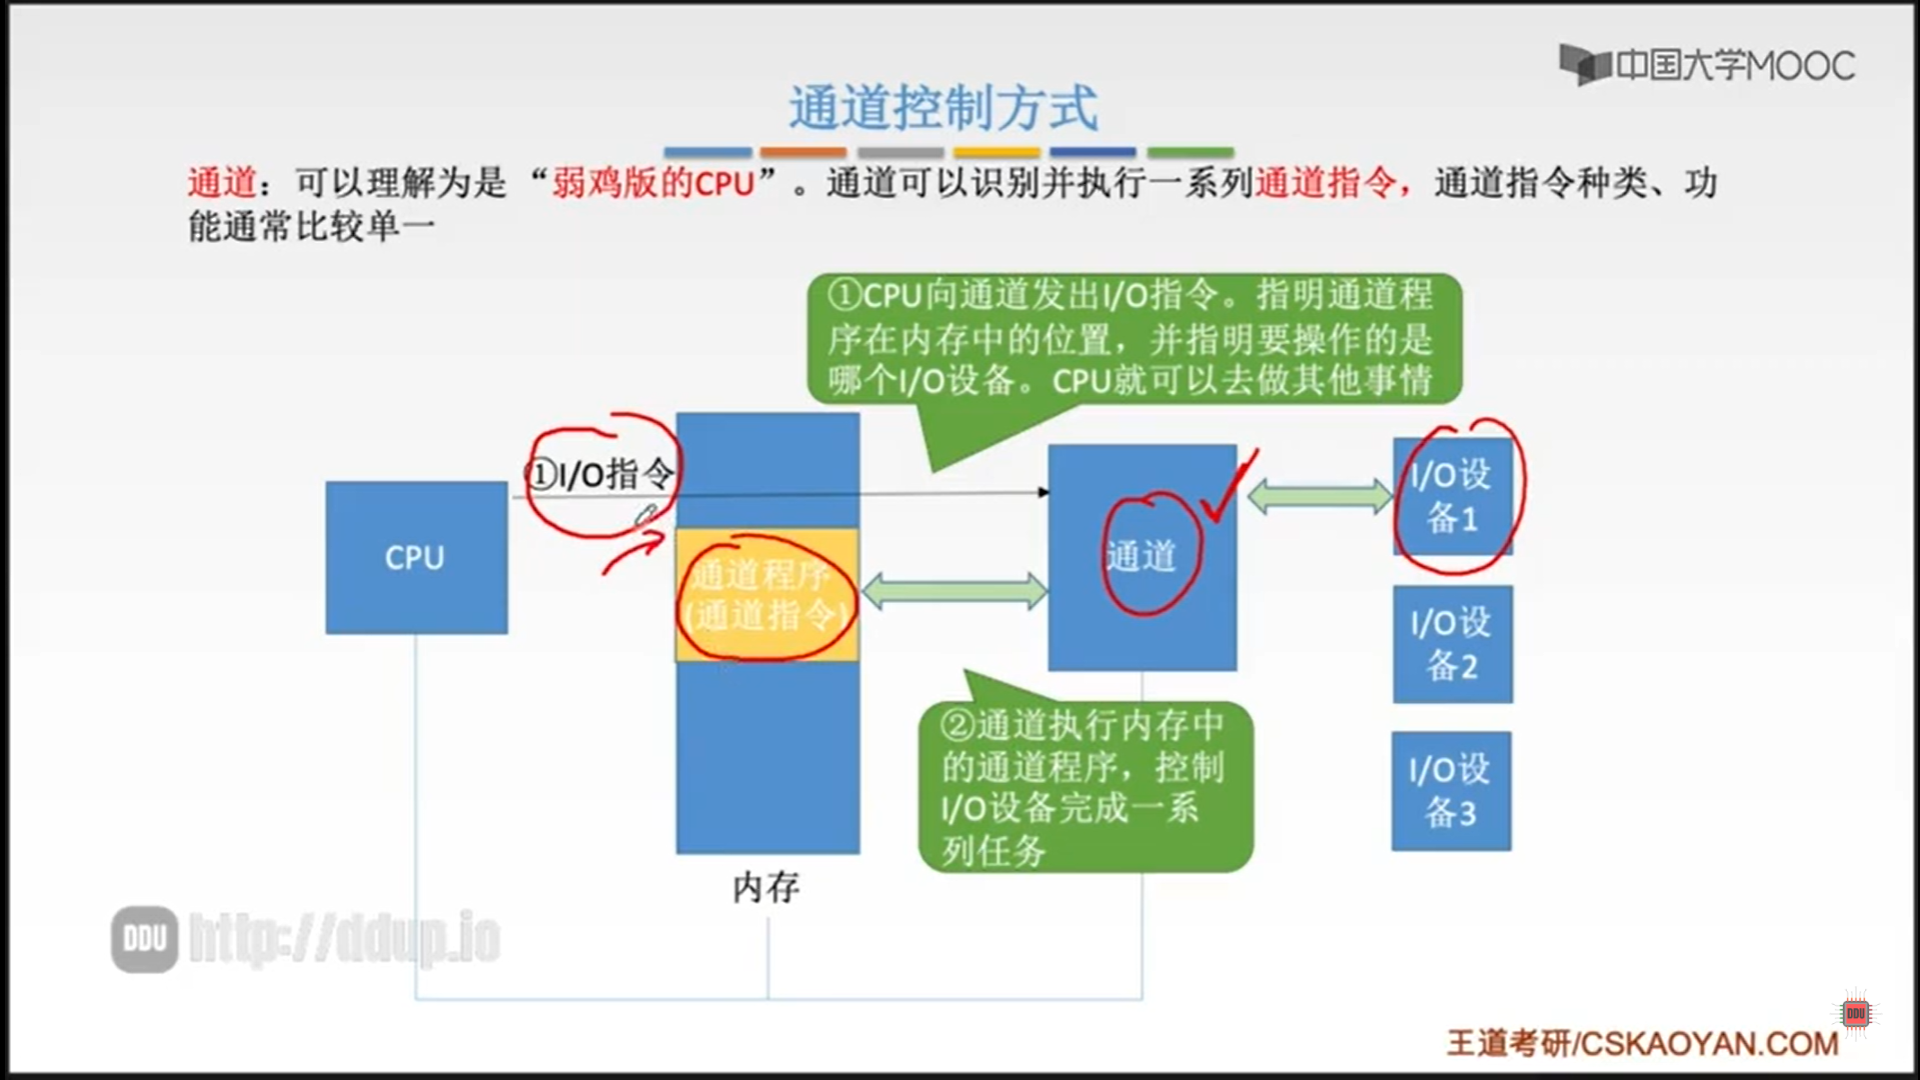 中国大学MOOC
通道控制方式
通道：可以理解为是“弱鸡版的CPU”。通道可以识别并执行一系列通道指令，通道指令种类、功
能通常比较单一
①CPU向通道发出I/O指令。指明通道程
序在内存中的位置，并指明要操作的是
哪个I/O设备。CPU就可以去做其他事情
①I/O指令
CPU
通道程序
(通道指令)
通道
I/O设
备1
I/O设
备2
I/O设
备3
②通道执行内存中
的通道程序，控制
I/O设备完成一系
列任务
内存
DDU http://ddup.io
DDU
王道考研/CSKAOYAN.COM